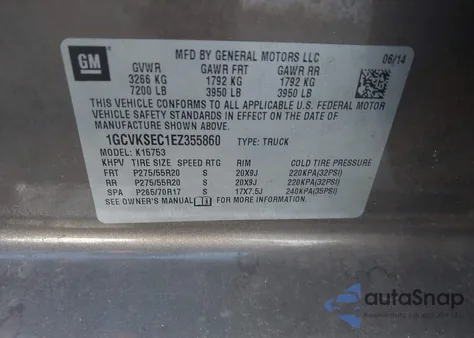 GM
MFD BY GENERAL MOTORS LLC
06/14
GVWR GAWR FRT GAWR RR
3266 KG 1792 KG 1792 KG
7200 LB 3950 LB 3950 LB
THIS VEHICLE CONFORMS TO ALL APPLICABLE U.S. FEDERAL MOTOR
VEHICLE SAFETY STANDARDS IN EFFECT ON THE DATE OF
MANUFACTURE SHOWN ABOVE.
1GCVKSEC1EZ355860 TYPE: TRUCK
MODEL: K15753
KHPV TIRE SIZE SPEED RTG RIM COLD TIRE PRESSURE
FRT P275/55R20 S 20X9J 220KPA(32PSI)
RR P275/55R20 S 20X9J 220KPA(32PSI)
SPA P265/70R17 S 17X7.5J 240KPA(35PSI)
SEE OWNER'S MANUAL FOR MORE INFORMATION.
autoSnap